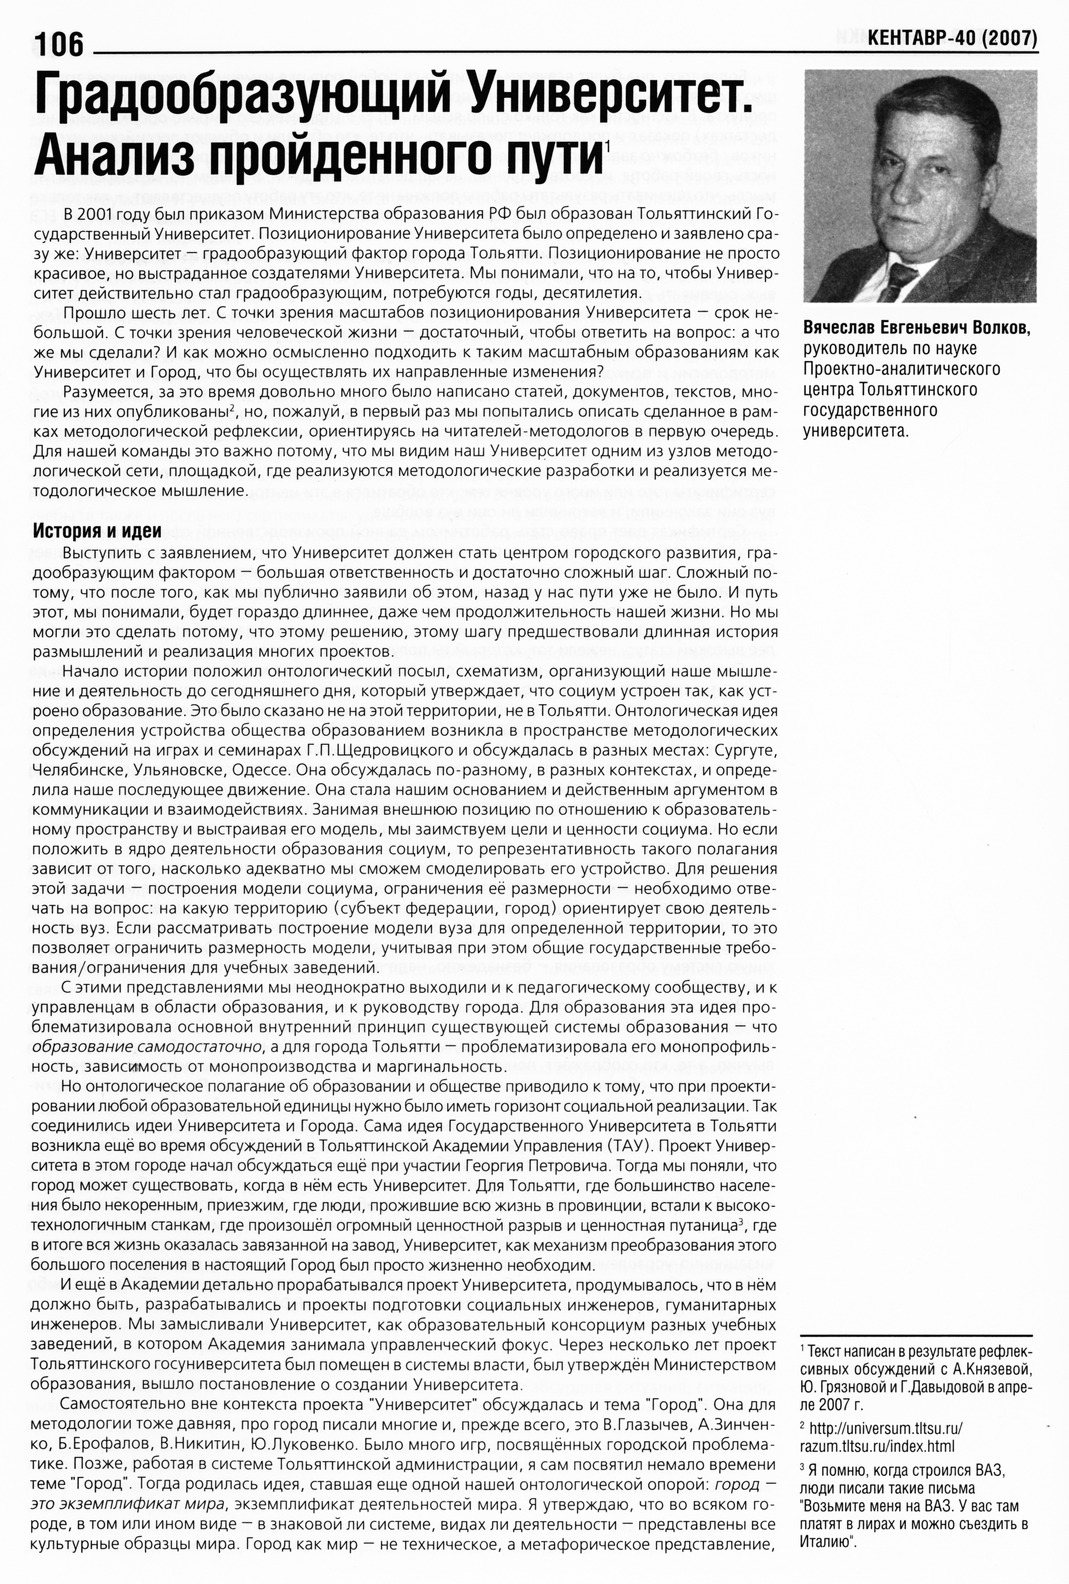 106
КЕНТАВР-40 (2007)
Градообразующий Университет.
Анализ пройденного пути¹
В 2001 году был приказом Министерства образования РФ был образован Тольяттинский Го-
сударственный Университет. Позиционирование Университета было определено и заявлено сра-
зу же: Университет – градообразующий фактор города Тольятти. Позиционирование не просто
красивое, но выстраданное создателями Университета. Мы понимали, что на то, чтобы Универ-
ситет действительно стал градообразующим, потребуются годы, десятилетия.
Прошло шесть лет. С точки зрения масштабов позиционирования Университета – срок не-
большой. С точки зрения человеческой жизни – достаточный, чтобы ответить на вопрос: а что
же мы сделали? И как можно осмысленно подходить к таким масштабным образованиям как
Университет и Город, что бы осуществлять их направленные изменения?
Разумеется, за это время довольно много было написано статей, документов, текстов, мно-
гие из них опубликованы², но, пожалуй, в первый раз мы попытались описать сделанное в рам-
ках методологической рефлексии, ориентируясь на читателей-методологов в первую очередь.
Для нашей команды это важно потому, что мы видим наш Университет одним из узлов методо-
логической сети, площадкой, где реализуются методологические разработки и реализуется ме-
тодологическое мышление.
История и идеи
Выступить с заявлением, что Университет должен стать центром городского развития, гра-
дообразующим фактором – большая ответственность и достаточно сложный шаг. Сложный по-
тому, что после того, как мы публично заявили об этом, назад у нас пути уже не было. И путь
этот, мы понимали, будет гораздо длиннее, даже чем продолжительность нашей жизни. Но мы
могли это сделать потому, что этому решению, этому шагу предшествовали длинная история
размышлений и реализация многих проектов.
Начало истории положил онтологический посыл, схематизм, организующий наше мышле-
ние и деятельность до сегодняшнего дня, который утверждает, что социум устроен так, как уст-
роено образование. Это было сказано не на этой территории, не в Тольятти. Онтологическая идея
определения устройства общества образованием возникла в пространстве методологических
обсуждений на играх и семинарах Г.П.Щедровицкого и обсуждалась в разных местах: Сургуте,
Челябинске, Ульяновске, Одессе. Она обсуждалась по-разному, в разных контекстах, и опреде-
лила наше последующее движение. Она стала нашим основанием и действенным аргументом в
коммуникации и взаимодействиях. Занимая внешнюю позицию по отношению к образователь-
ному пространству и выстраивая его модель, мы заимствуем цели и ценности социума. Но если
положить в ядро деятельности образования социум, то репрезентативность такого полагания
зависит от того, насколько адекватно мы сможем смоделировать его устройство. Для решения
этой задачи – построения модели социума, ограничения её размерности – необходимо отве-
чать на вопрос: на какую территорию (субъект федерации, город) ориентирует свою деятель-
ность вуз. Если рассматривать построение модели вуза для определенной территории, то это
позволяет ограничить размерность модели, учитывая при этом общие государственные требо-
вания/ограничения для учебных заведений.
С этими представлениями мы неоднократно выходили и к педагогическому сообществу, и к
управленцам в области образования, и к руководству города. Для образования эта идея про-
блематизировала основной внутренний принцип существующей системы образования – что
образование самодостаточно, а для города Тольятти – проблематизировала его монопрофиль-
ность, зависимость от монопроизводства и маргинальность.
Но онтологическое полагание об образовании и обществе приводило к тому, что при проекти-
ровании любой образовательной единицы нужно было иметь горизонт социальной реализации. Так
соединились идеи Университета и Города. Сама идея Государственного Университета в Тольятти
возникла ещё во время обсуждений в Тольяттинской Академии Управления (ТАУ). Проект Универ-
ситета в этом городе начал обсуждаться ещё при участии Георгия Петровича. Тогда мы поняли, что
город может существовать, когда в нём есть Университет. Для Тольятти, где большинство населе-
ния было некоренным, приезжим, где люди, прожившие всю жизнь в провинции, встали к высоко-
технологичным станкам, где произошёл огромный ценностной разрыв и ценностная путаница³, где
в итоге вся жизнь оказалась завязанной на завод, Университет, как механизм преобразования этого
большого поселения в настоящий Город был просто жизненно необходим.
И ещё в Академии детально прорабатывался проект Университета, продумывалось, что в нём
должно быть, разрабатывались и проекты подготовки социальных инженеров, гуманитарных
инженеров. Мы замысливали Университет, как образовательный консорциум разных учебных
заведений, в котором Академия занимала управленческий фокус. Через несколько лет проект
Тольяттинского госуниверситета был помещен в системы власти, был утверждён Министерством
образования, вышло постановление о создании Университета.
Самостоятельно вне контекста проекта "Университет" обсуждалась и тема "Город". Она для
методологии тоже давняя, про город писали многие и, прежде всего, это В.Глазычев, А.Зинчен-
ко, Б.Ерофалов, В.Никитин, Ю.Луковенко. Было много игр, посвящённых городской проблема-
тике. Позже, работая в системе Тольяттинской администрации, я сам посвятил немало времени
теме "Город". Тогда родилась идея, ставшая еще одной нашей онтологической опорой: город –
это экземплификат мира, экземплификат деятельностей мира. Я утверждаю, что во всяком го-
роде, в том или ином виде – в знаковой ли системе, видах ли деятельности – представлены все
культурные образцы мира. Город как мир – не техническое, а метафорическое представление,
Вячеслав Евгеньевич Волков,
руководитель по науке
Проектно-аналитического
центра Тольяттинского
государственного
университета.
¹ Текст написан в результате рефлек-
сивных обсуждений с А.Князевой,
Ю. Грязновой и Г.Давыдовой в апре-
ле 2007 г.
² http://universum.tltsu.ru/
razum.tltsu.ru/index.html
³ Я помню, когда строился ВАЗ,
люди писали такие письма
"Возьмите меня на ВАЗ. У вас там
платят в лирах и можно съездить в
Италию".